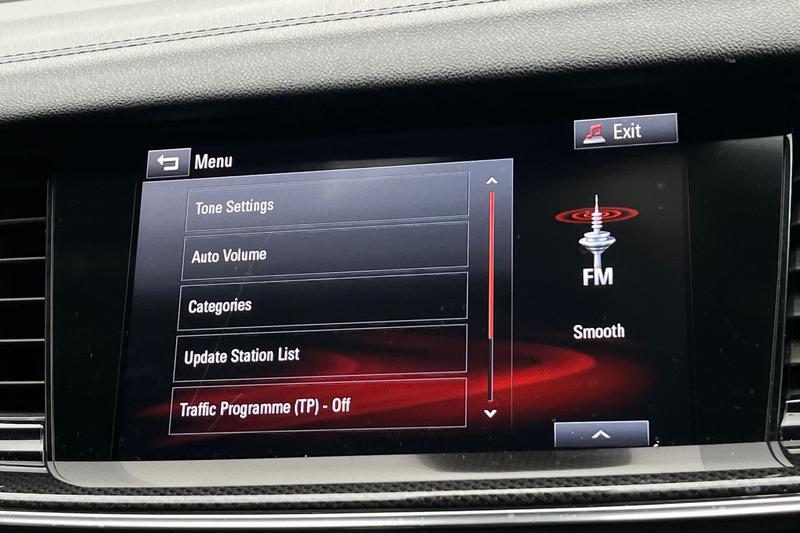 Menu
Exit
Tone Settings
Auto Volume
Categories
Update Station List
Traffic Programme (TP) - Off
FM
Smooth